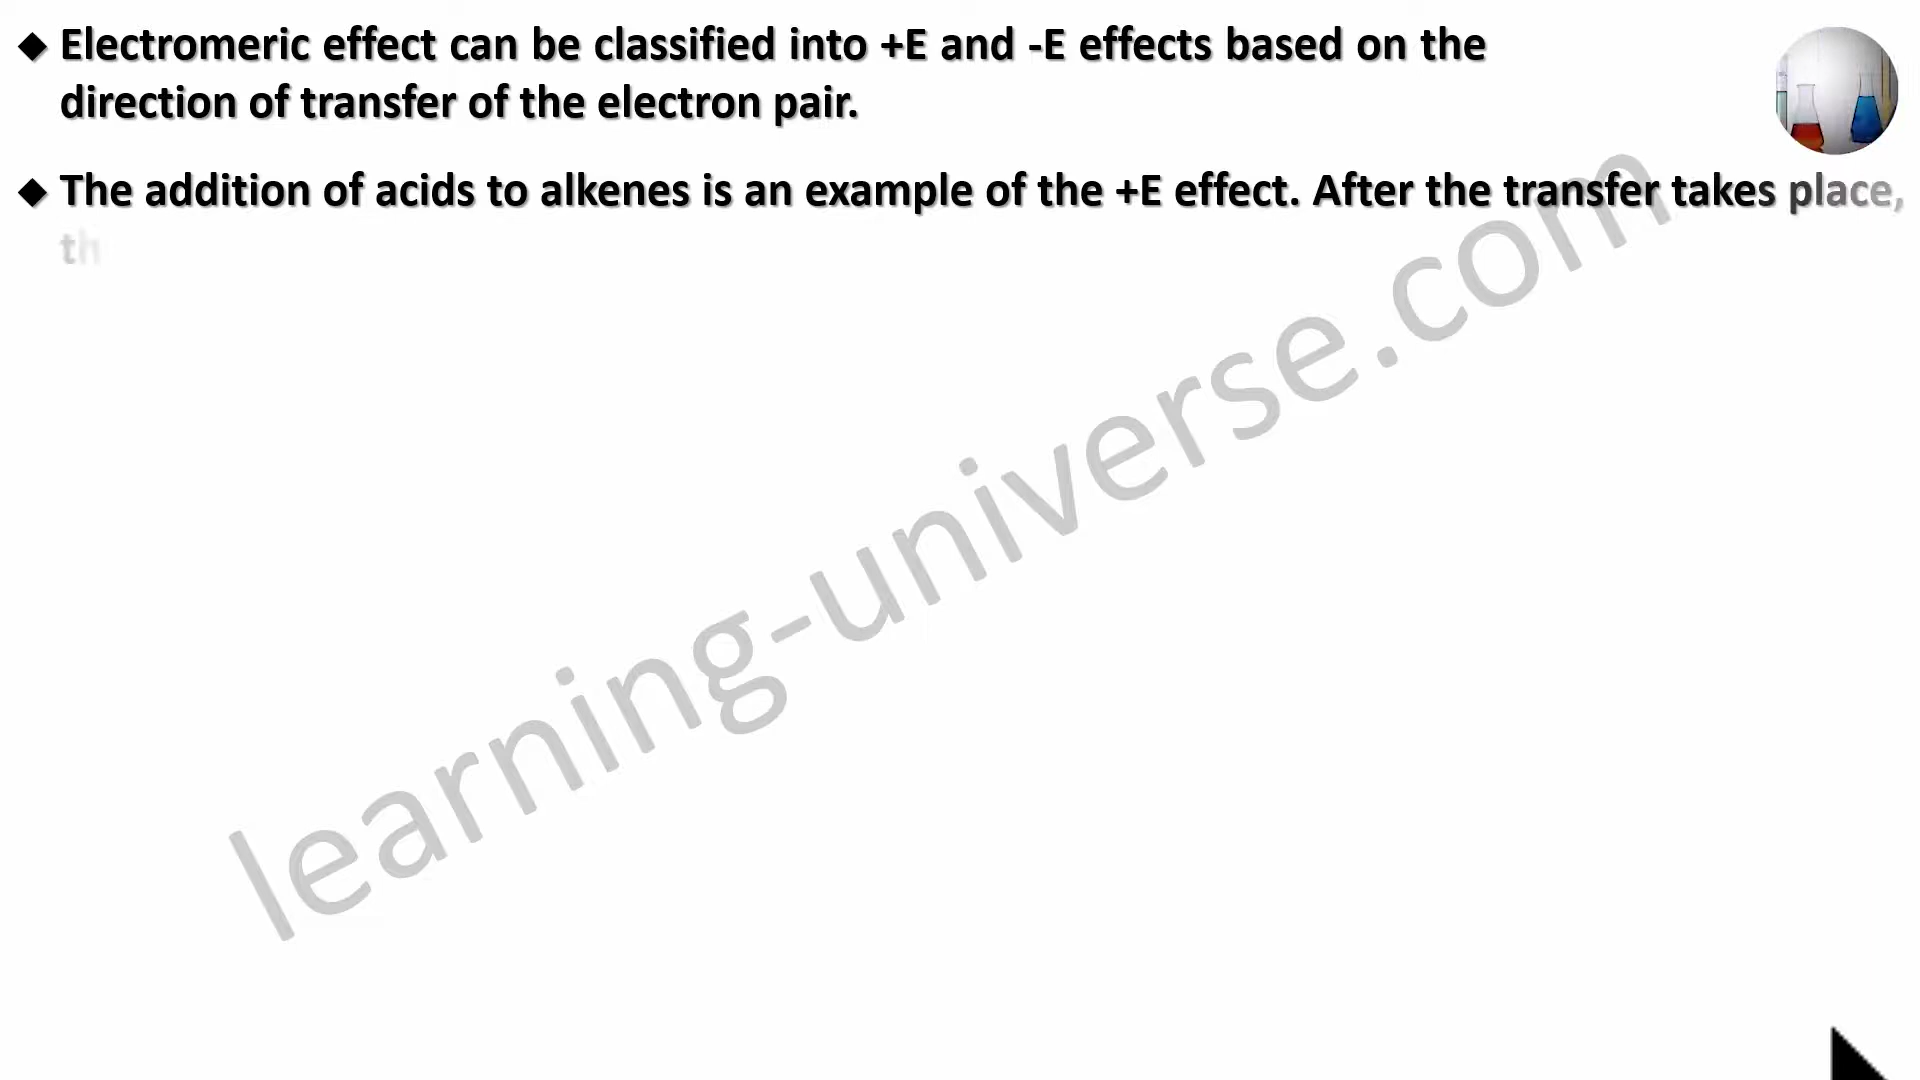 ◆ Electromeric effect can be classified into +E and -E effects based on the
direction of transfer of the electron pair.
◆ The addition of acids to alkenes is an example of the +E effect. After the transfer takes place,
th
learning-universe.com